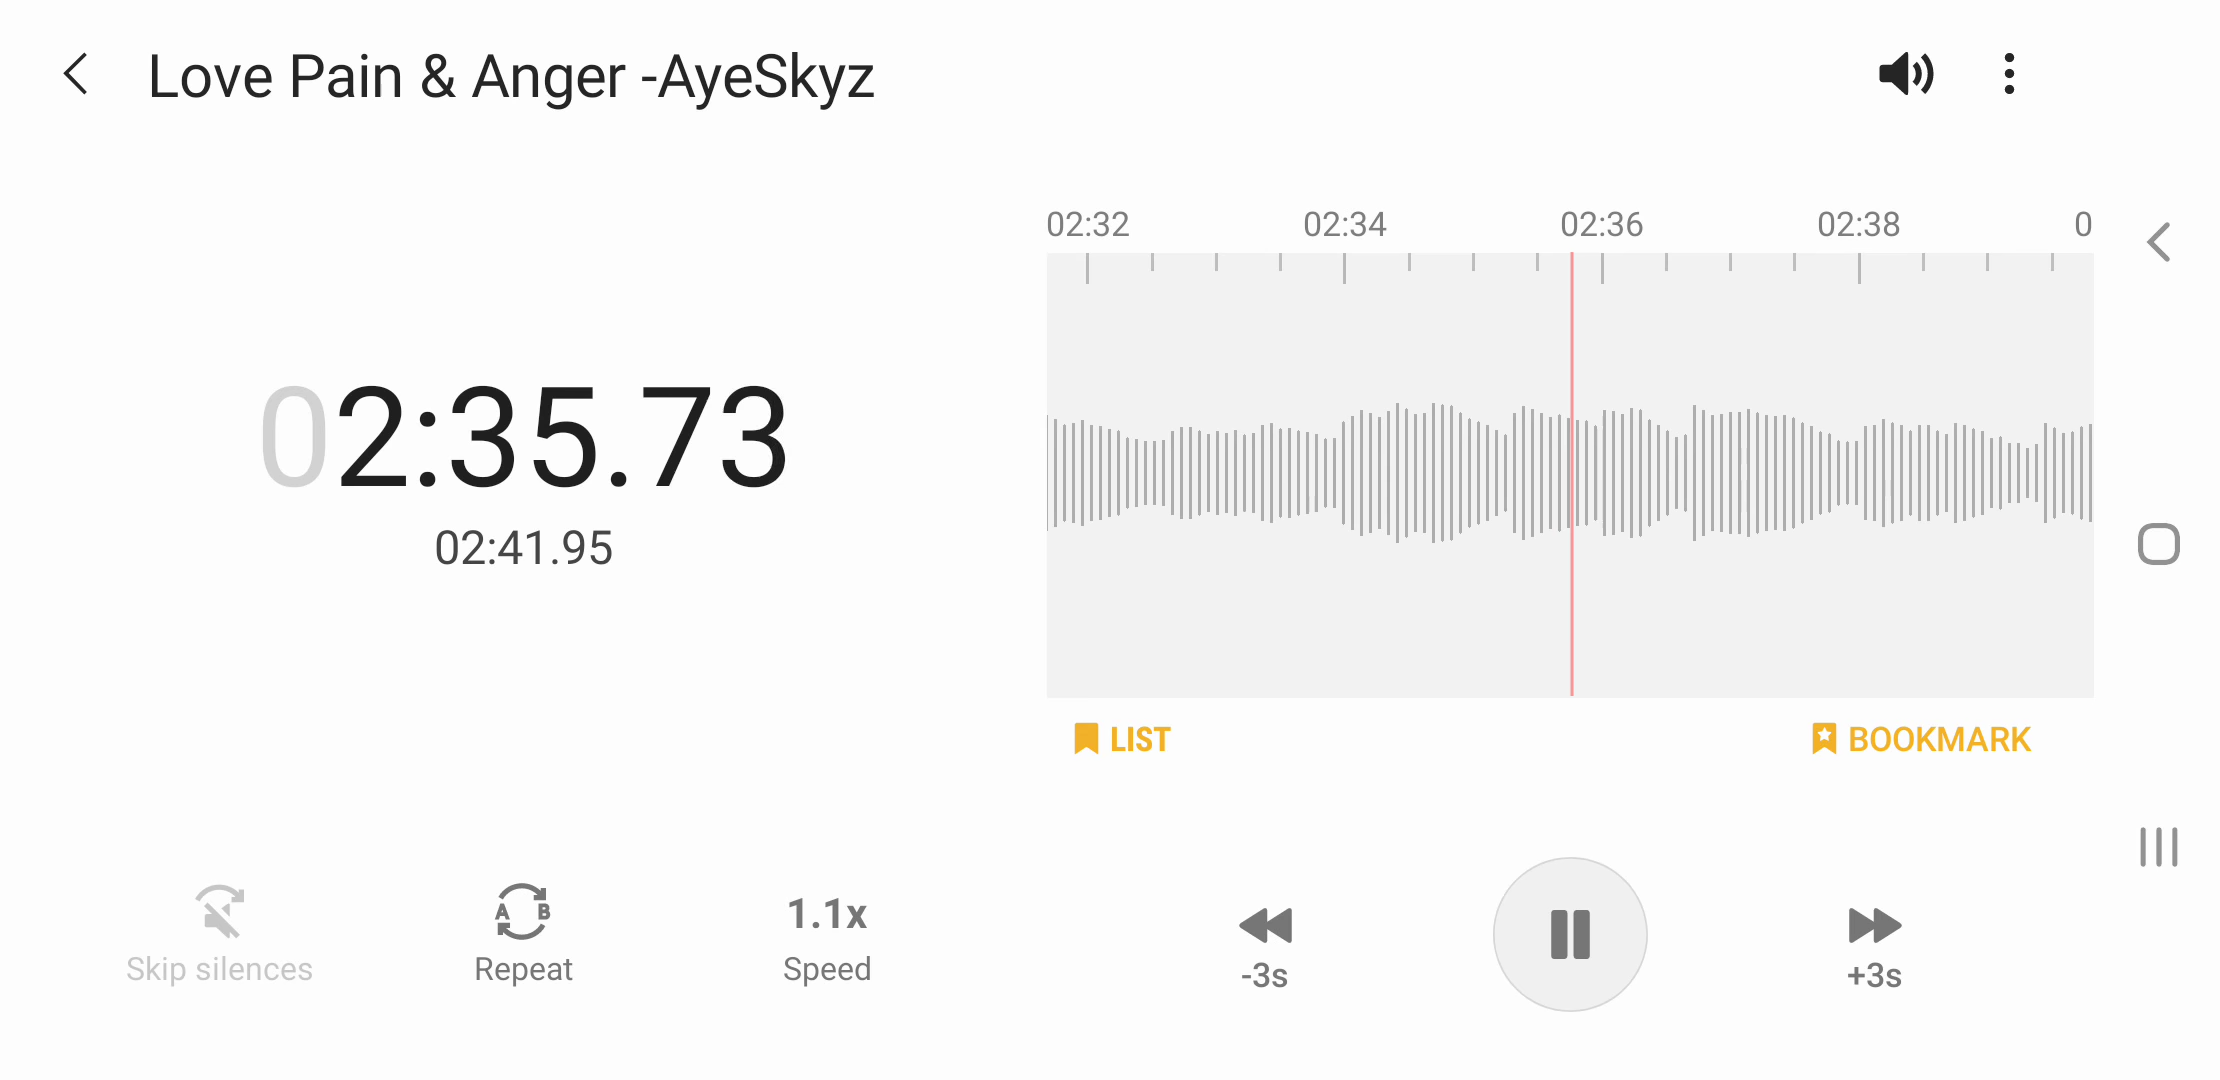 Love Pain & Anger -AyeSkyz
02:32 02:34 02:36 02:38 0
02:35.73
02:41.95
LIST BOOKMARK
A B 1.1x
Skip silences Repeat Speed
-3s +3s